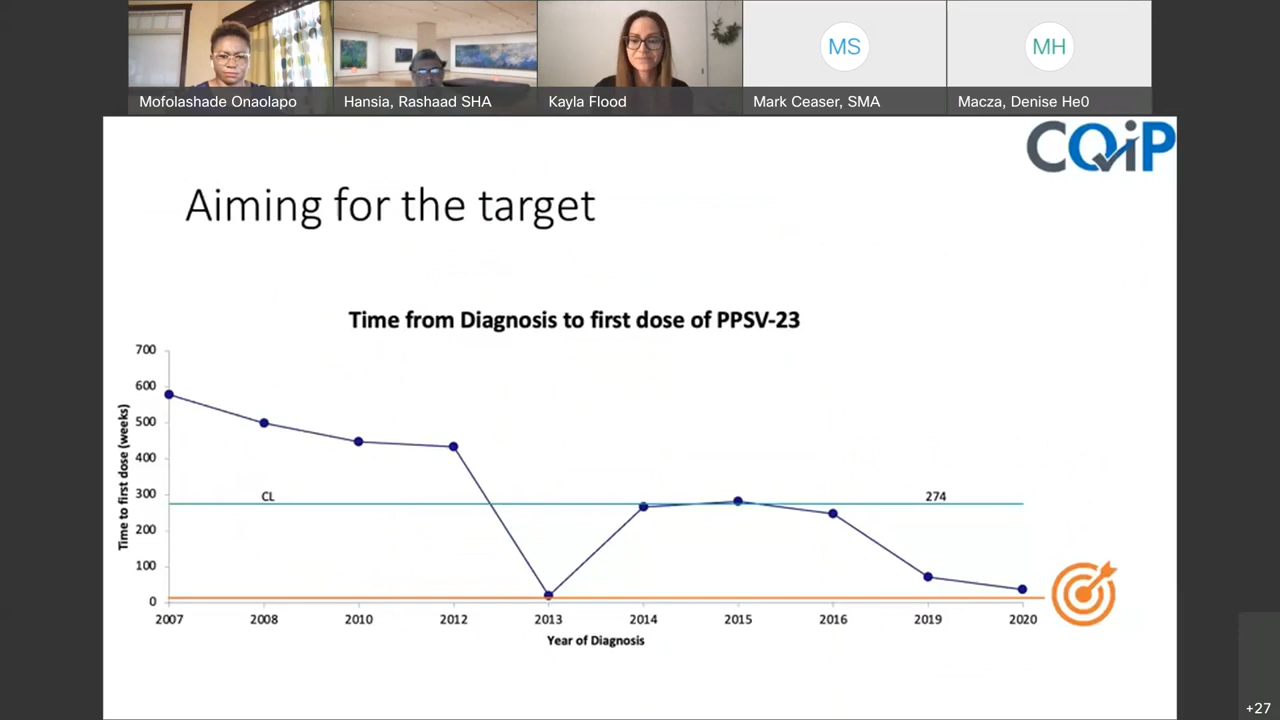 MS
MH
Mofolashade Onaolapo
Hansia, Rashaad SHA
Kayla Flood
Mark Ceaser, SMA
Macza, Denise He0
CQiP
Aiming for the target
Time from Diagnosis to first dose of PPSV-23
Time to first dose (weeks)
700
600
500
400
300
200
100
0
CL
274
2007 2008 2010 2012 2013 2014 2015 2016 2019 2020
Year of Diagnosis
+27